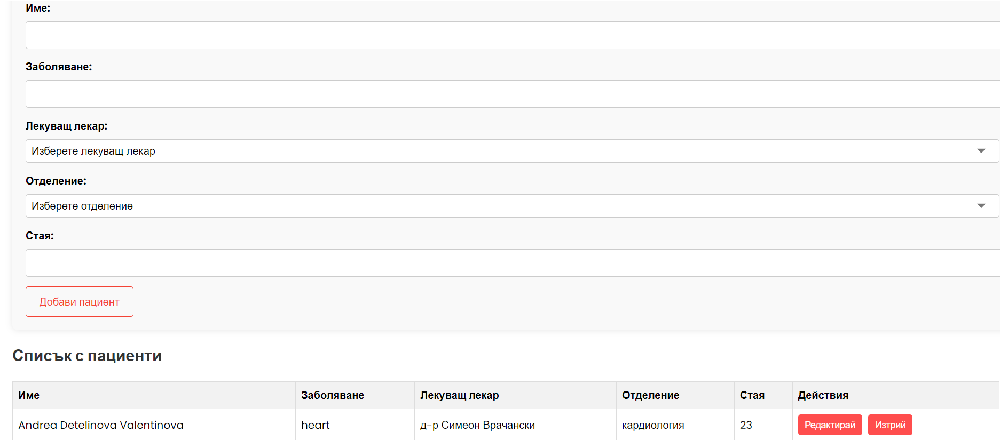 Име:
Заболяване:
Лекуващ лекар:
Изберете лекуващ лекар
Отделение:
Изберете отделение
Стая:
Добави пациент
Списък с пациенти
Име Заболяване Лекуващ лекар Отделение Стая Действия
Andrea Detelinova Valentinova heart д-р Симеон Врачански кардиология 23 Редактирай Изтрий